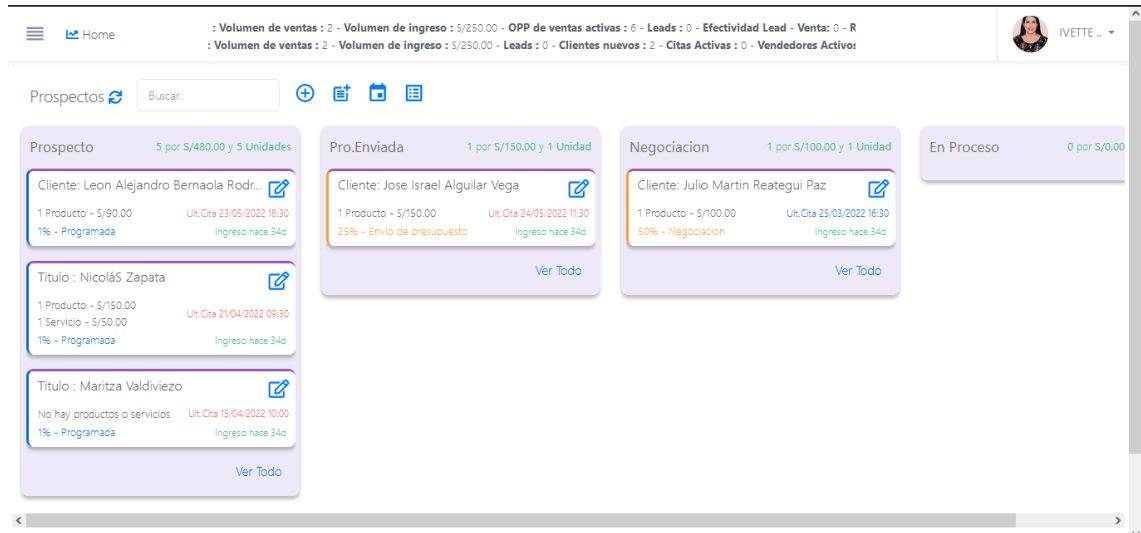 Home
: Volumen de ventas : 2 - Volumen de ingreso : S/250.00 - OPP de ventas activas : 6 - Leads : 0 - Efectividad Lead - Venta: 0 - R
: Volumen de ventas : 2 - Volumen de ingreso : S/250.00 - Leads : 0 - Clientes nuevos : 2 - Citas Activas : 0 - Vendedores Activos
IVETTE ..
Prospectos
Buscar..
Prospecto
5 por S/480.00 y 5 Unidades
Cliente: Leon Alejandro Bernaola Rodr...
1 Producto - S/90.00
Ult.Cita 23/05/2022 18:30
1% - Programada
Ingreso hace 34d
Titulo : NicoláS Zapata
1 Producto - S/150.00
1 Servicio - S/50.00
Ult.Cita 21/04/2022 09:30
1% - Programada
Ingreso hace 34d
Titulo : Maritza Valdiviezo
No hay productos o servicios
Ult.Cita 15/04/2022 10:00
1% - Programada
Ingreso hace 34d
Ver Todo
Pro.Enviada
1 por S/150.00 y 1 Unidad
Cliente: Jose Israel Alguilar Vega
1 Producto - S/150.00
Ult.Cita 24/05/2022 11:30
25% - Envio de presupuesto
Ingreso hace 34d
Ver Todo
Negociacion
1 por S/100.00 y 1 Unidad
Cliente: Julio Martin Reategui Paz
1 Producto - S/100.00
Ult.Cita 25/03/2022 16:30
50% - Negociacion
Ingreso hace 34d
Ver Todo
En Proceso
0 por S/0.00